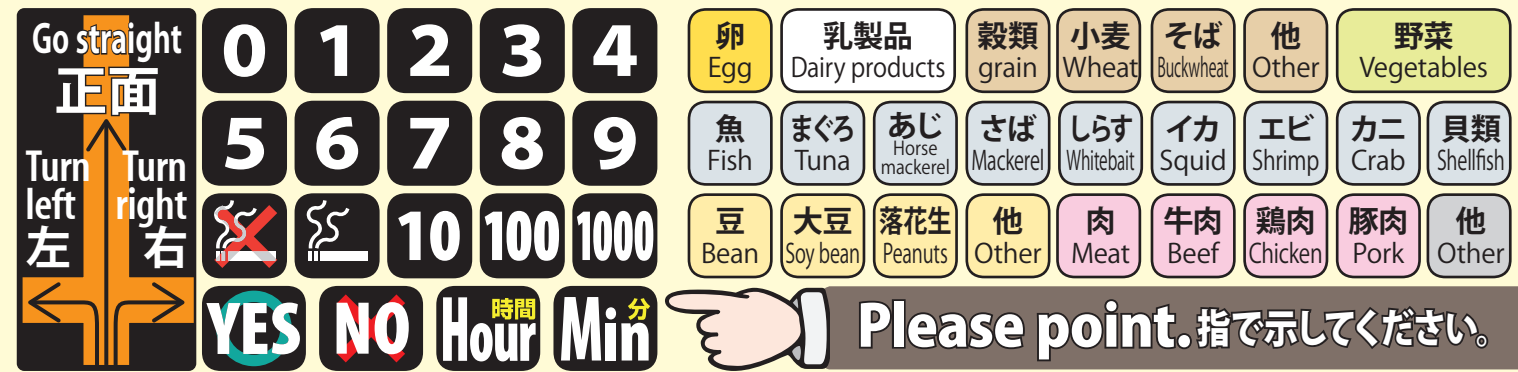 Go straight
正面
Turn
left
左
Turn
right
右
0 1 2 3 4
5 6 7 8 9
10 100 1000
YES NO Hour 時間 Min 分
卵
Egg
乳製品
Dairy products
穀類
grain
小麦
Wheat
そば
Buckwheat
他
Other
野菜
Vegetables
魚
Fish
まぐろ
Tuna
あじ
Horse
mackerel
さば
Mackerel
しらす
Whitebait
イカ
Squid
エビ
Shrimp
カニ
Crab
貝類
Shellfish
豆
Bean
大豆
Soy bean
落花生
Peanuts
他
Other
肉
Meat
牛肉
Beef
鶏肉
Chicken
豚肉
Pork
他
Other
Please point. 指で示してください。